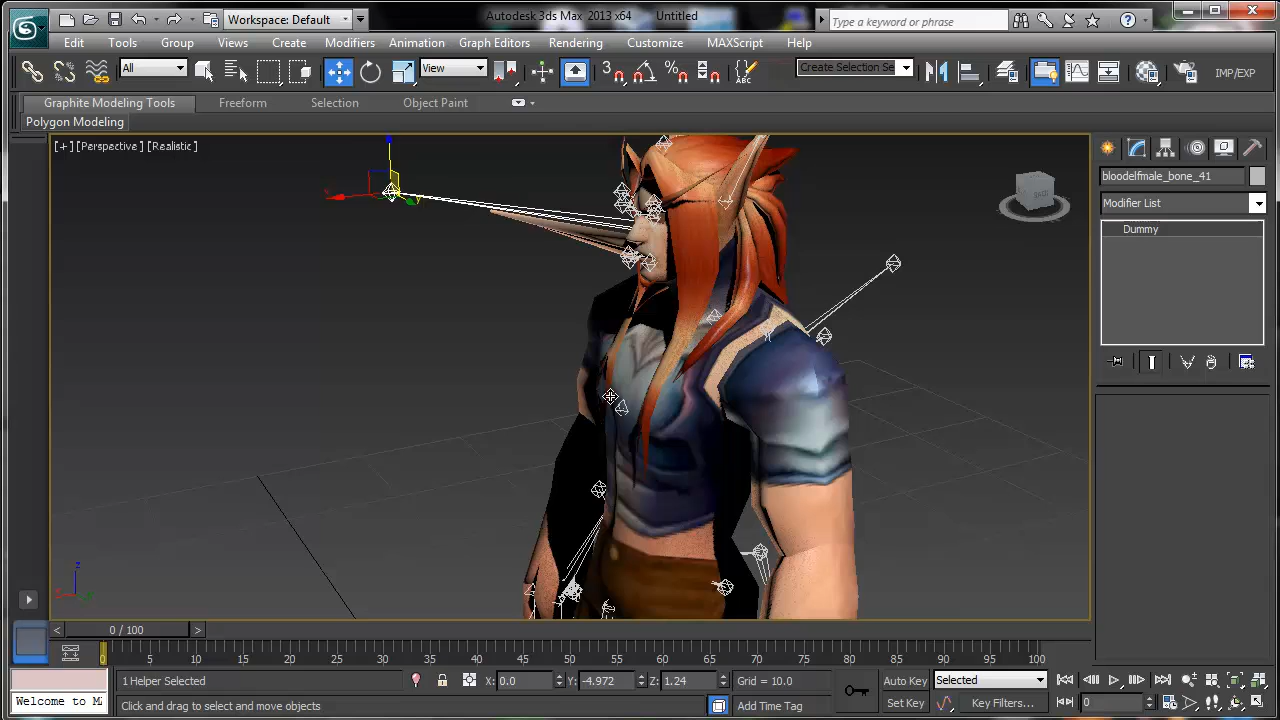 Workspace: Default
Autodesk 3ds Max 2013 x64 Untitled
Type a keyword or phrase
Edit Tools Group Views Create Modifiers Animation Graph Editors Rendering Customize MAXScript Help
All
View
3
%
ABC
Create Selection Se
IMP/EXP
Graphite Modeling Tools Freeform Selection Object Paint
Polygon Modeling
[+] [Perspective] [Realistic]
bloodelfmale_bone_41
Modifier List
Dummy
z
0 / 100
0 5 10 15 20 25 30 35 40 45 50 55 60 65 70 75 80 85 90 95 100
1 Helper Selected
X: 0.0 Y: -4.972 Z: 1.24
Grid = 10.0
Auto Key Selected
Welcome to M
Click and drag to select and move objects
Add Time Tag
Set Key
Key Filters...
0